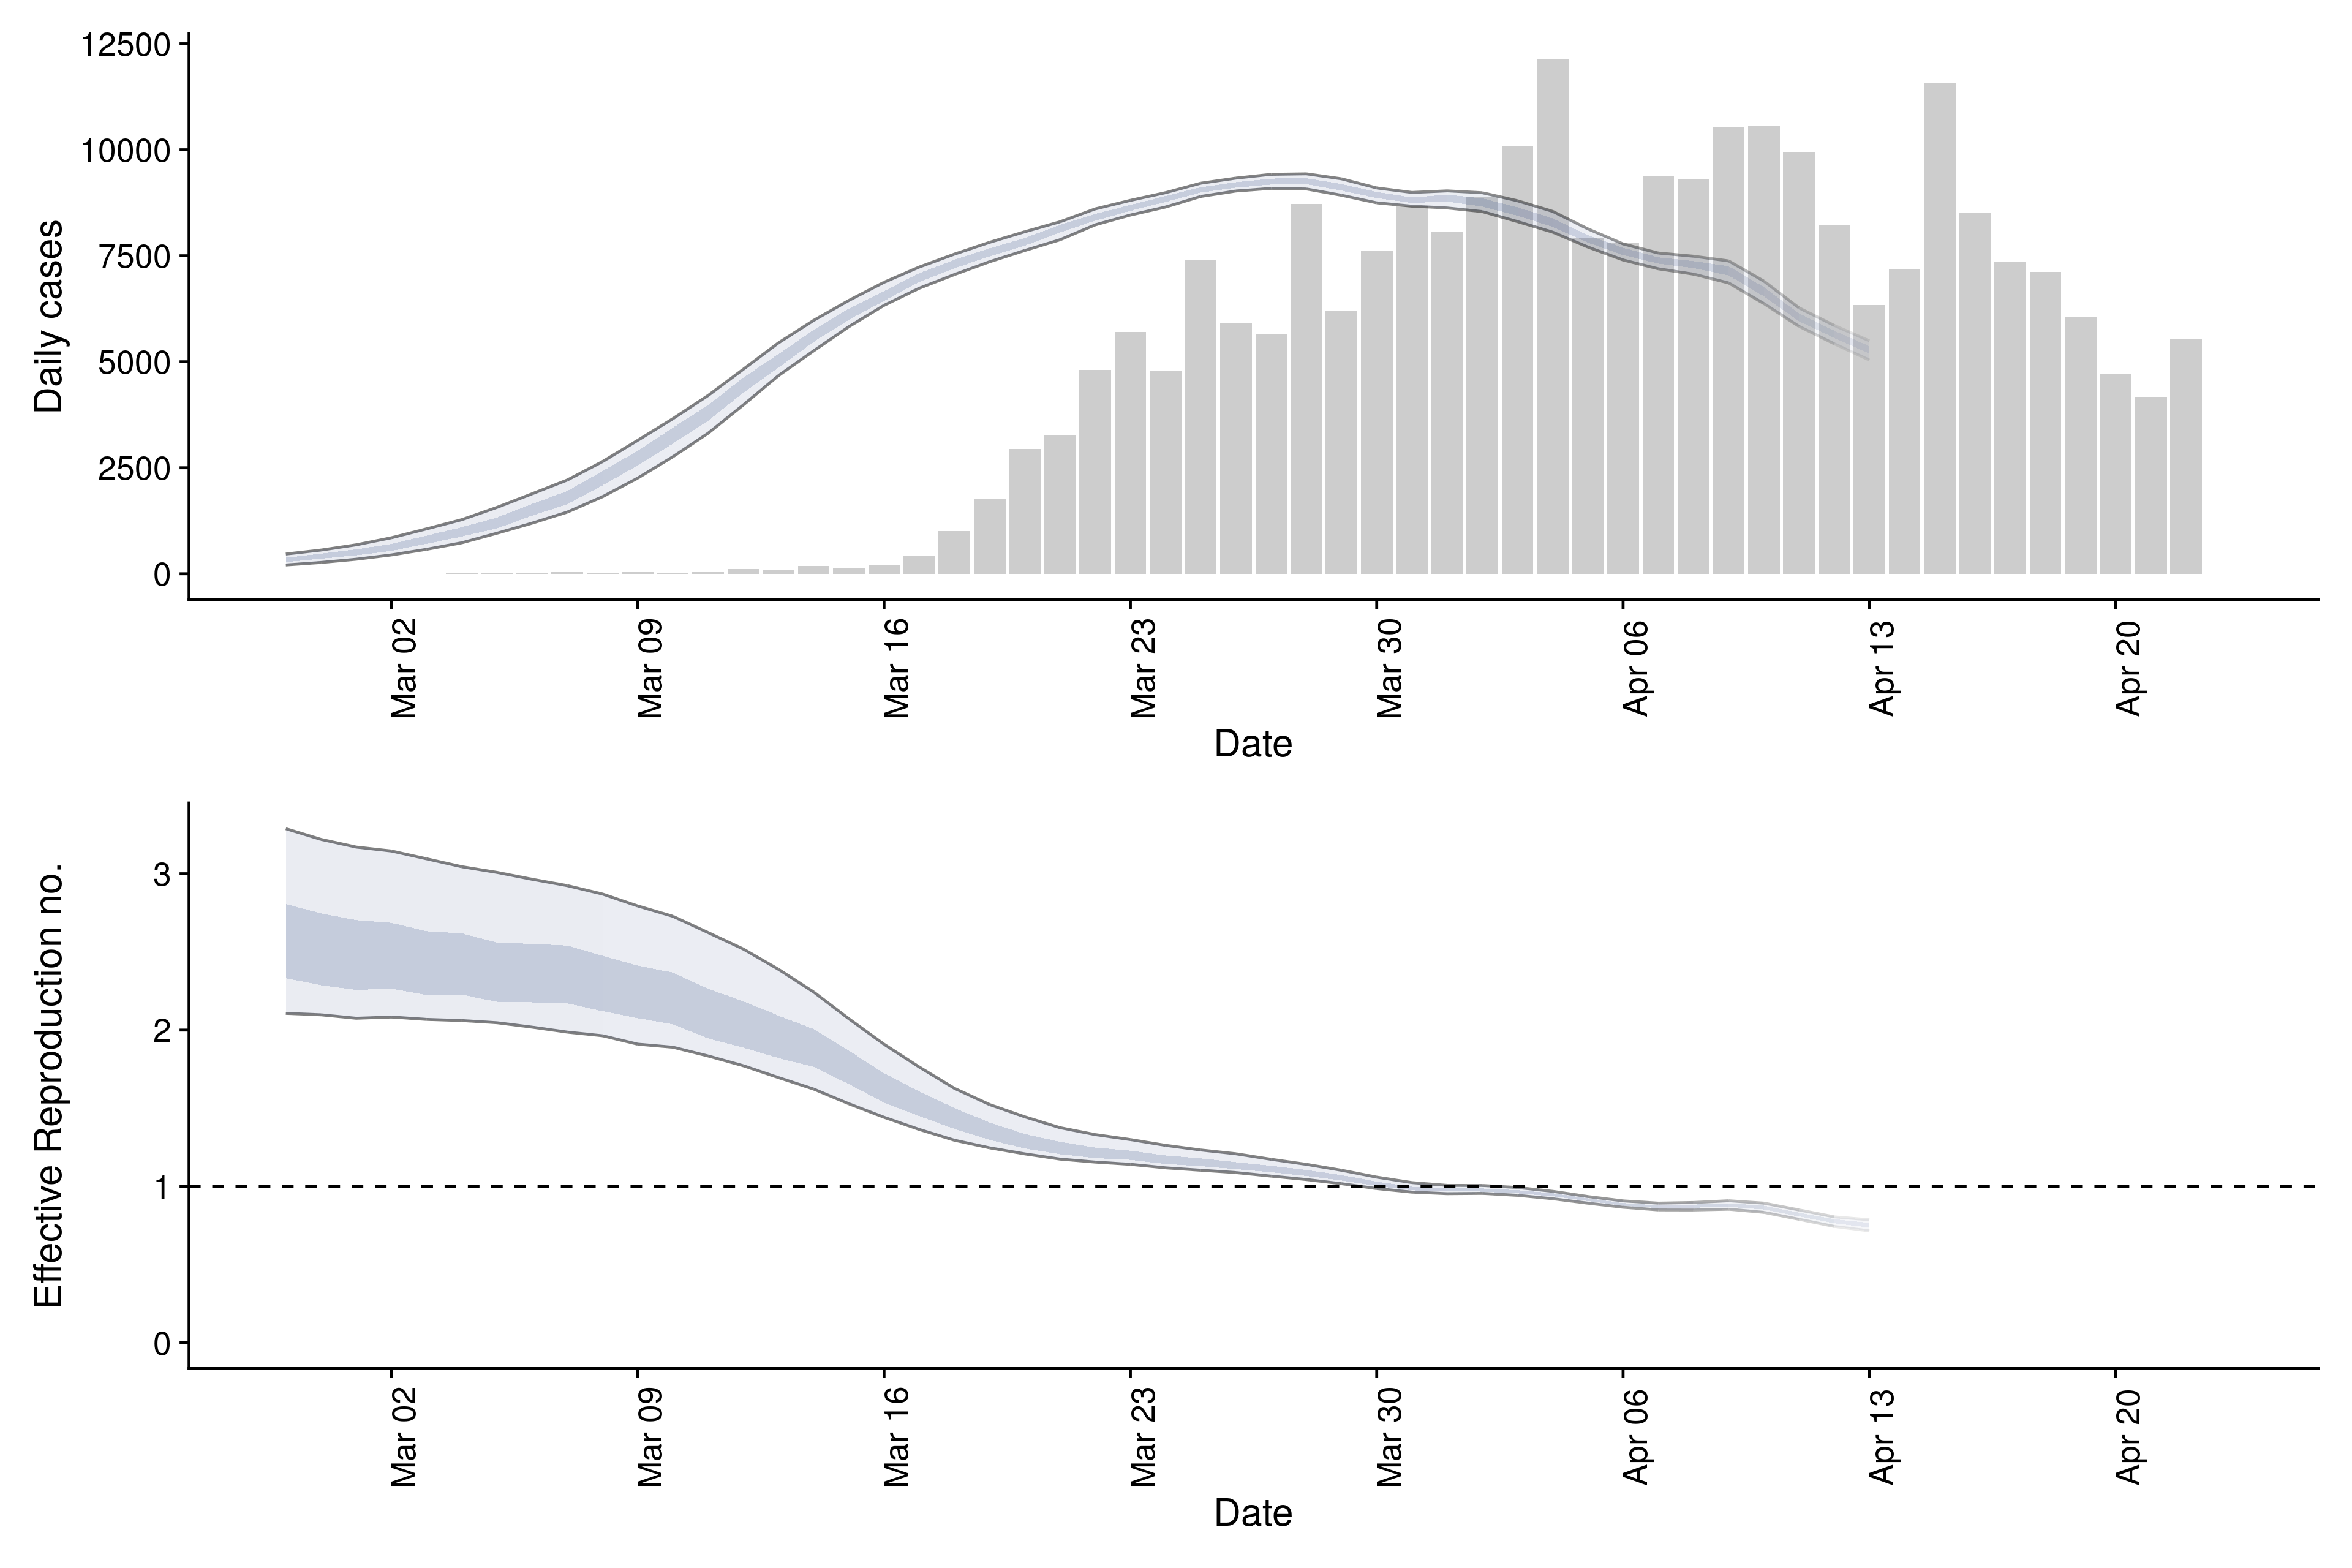 Daily cases
12500
10000
7500
5000
2500
0
Mar 02
Mar 09
Mar 16
Mar 23
Mar 30
Apr 06
Apr 13
Apr 20
Date
Effective Reproduction no.
3
2
1
0
Mar 02
Mar 09
Mar 16
Mar 23
Mar 30
Apr 06
Apr 13
Apr 20
Date